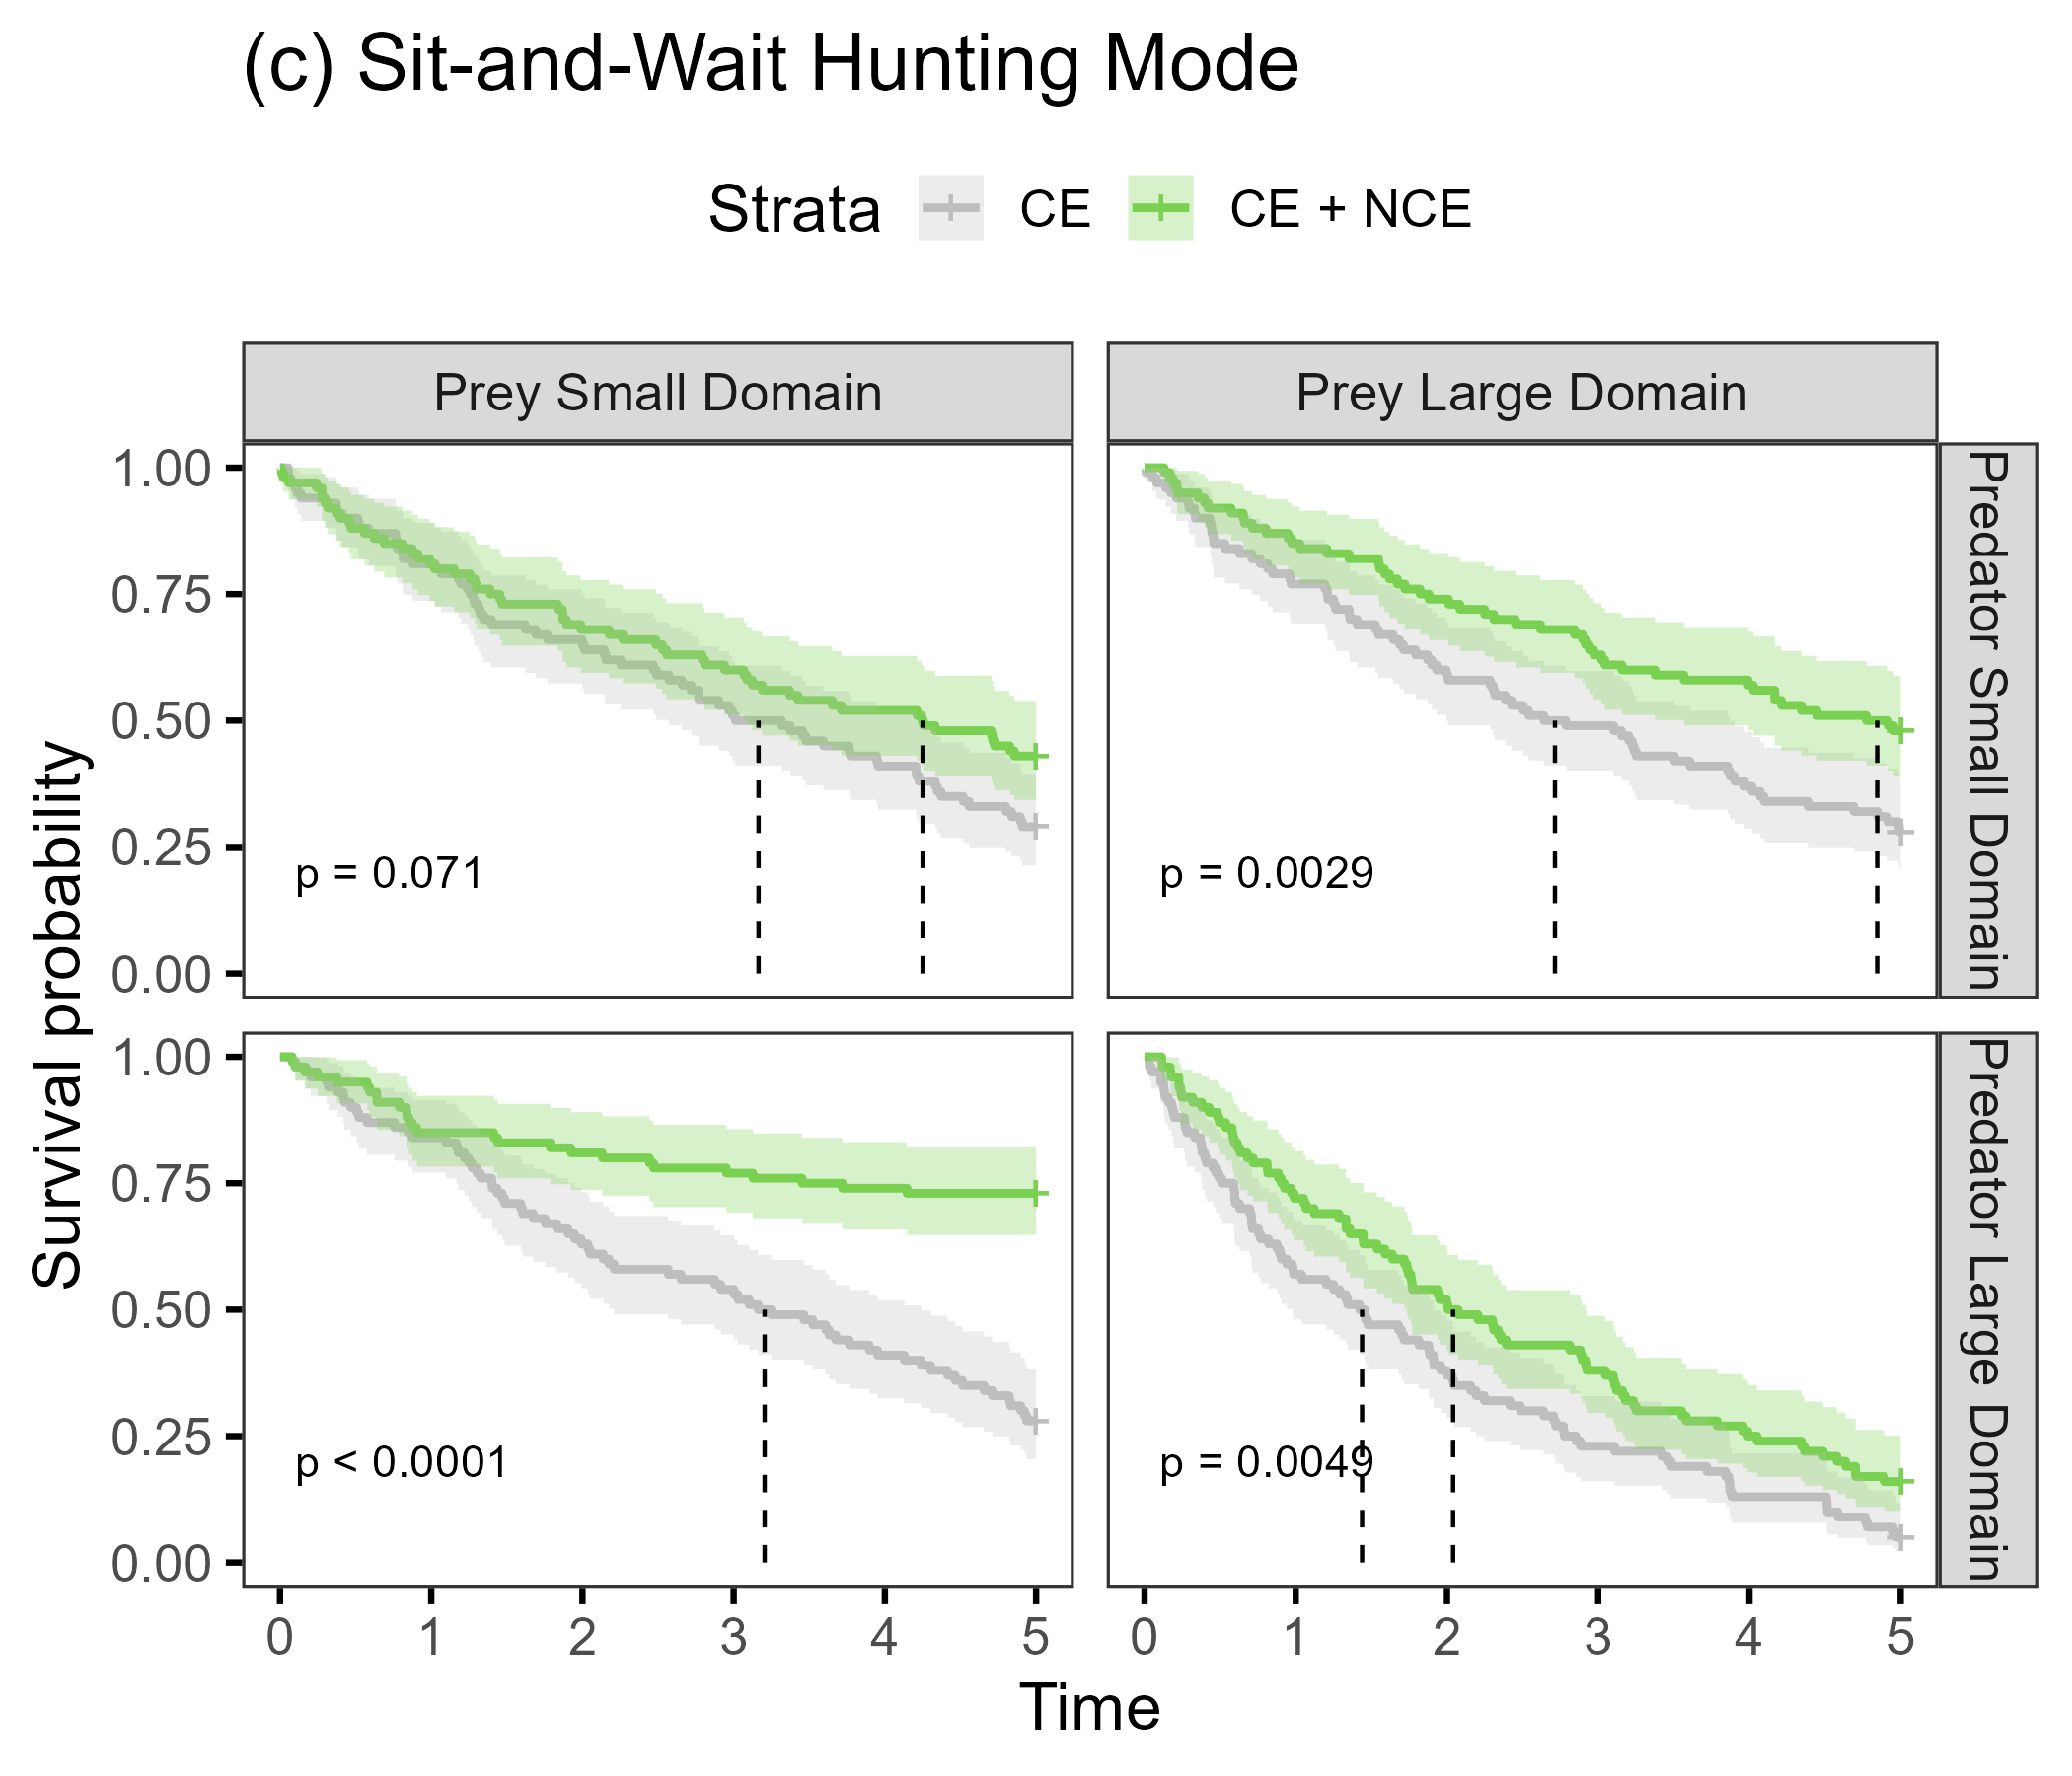 (c) Sit-and-Wait Hunting Mode
Strata CE CE + NCE
Prey Small Domain Prey Large Domain
Survival probability
1.00
0.75
0.50
0.25
0.00
p = 0.071
p = 0.0029
Predator Small Domain
1.00
0.75
0.50
0.25
0.00
p < 0.0001
p = 0.0049
Predator Large Domain
0 1 2 3 4 5 0 1 2 3 4 5
Time